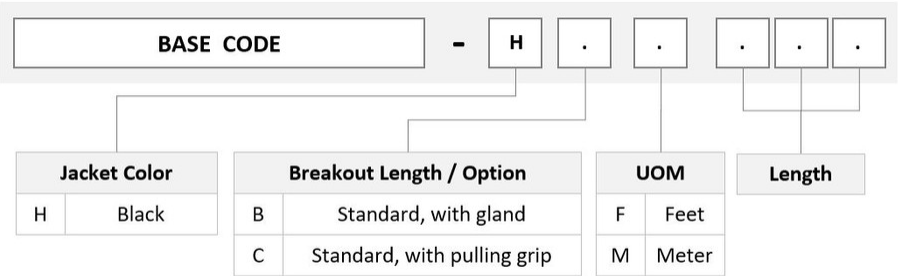 BASE CODE - H . . . . .
Jacket Color Breakout Length / Option UOM Length
H Black B Standard, with gland F Feet
C Standard, with pulling grip M Meter